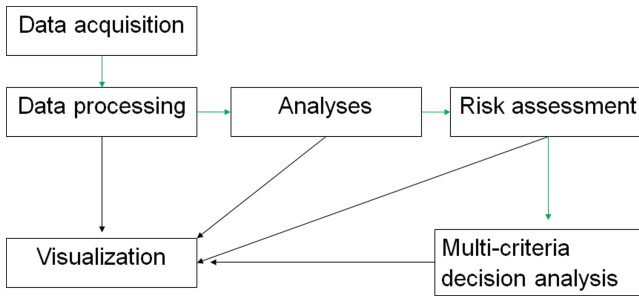 Data acquisition
Data processing
Analyses
Risk assessment
Visualization
Multi-criteria
decision analysis